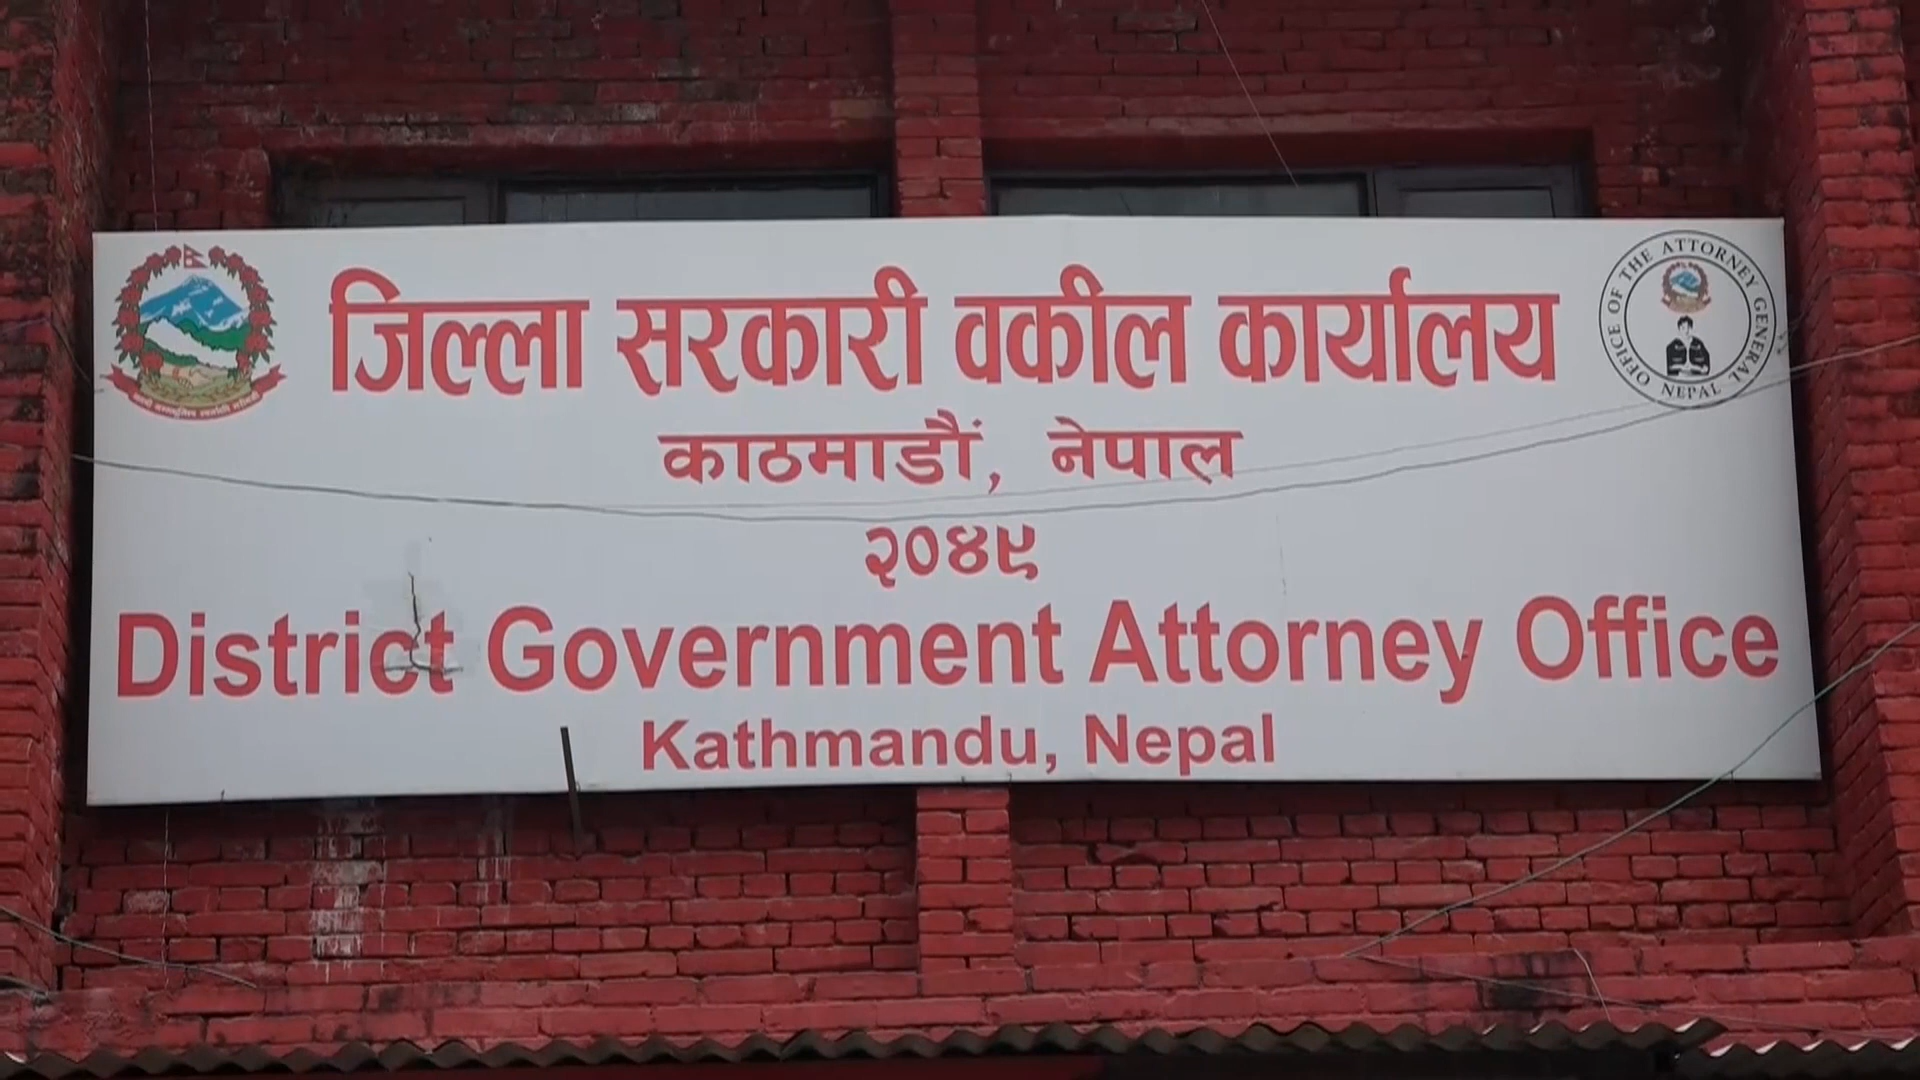 जिल्ला सरकारी वकील कार्यालय
काठमाडौं, नेपाल
२०४९
District Government Attorney Office
Kathmandu, Nepal
OFFICE OF THE ATTORNEY GENERAL
NEPAL